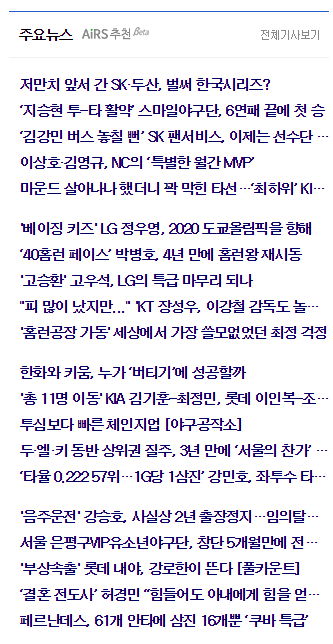 주요뉴스 AiRS 추천 Beta 전체기사보기
저만치 앞서 간 SK·두산, 벌써 한국시리즈?
‘지승현 투-타 활약’ 스마일야구단, 6연패 끝에 첫 승
‘김강민 버스 놓칠 뻔’ SK 팬서비스, 이제는 선수단 …
이상호·김영규, NC의 ‘특별한 월간 MVP’
마운드 살아나나 했더니 꽉 막힌 타선…‘최하위’ KI…
'베이징 키즈' LG 정우영, 2020 도쿄올림픽을 향해
‘40홈런 페이스’ 박병호, 4년 만에 홈런왕 재시동
'고승환' 고우석, LG의 특급 마무리 되나
"피 많이 났지만..." 'KT 장성우, 이강철 감독도 놀…
'홈런공장 가동' 세상에서 가장 쓸모없었던 최정 걱정
한화와 키움, 누가 ‘버티기’에 성공할까
'총 11명 이동' KIA 김기훈-최정민, 롯데 이인복-조…
투심보다 빠른 체인지업 [야구공작소]
두·엘·키 동반 상위권 질주, 3년 만에 ‘서울의 찬가’ …
‘타율 0.222 57위…1G당 1삼진’ 강민호, 좌투수 타…
'음주운전' 강승호, 사실상 2년 출장정지…임의탈…
서울 은평구VIP유소년야구단, 창단 5개월만에 전 …
'부상속출' 롯데 내야, 강로한이 뜬다 [풀카운트]
‘결혼 전도사’ 허경민 “힘들어도 아내에게 힘을 얻…
페르난데스, 61개 안타에 삼진 16개뿐 ‘쿠바 특급’